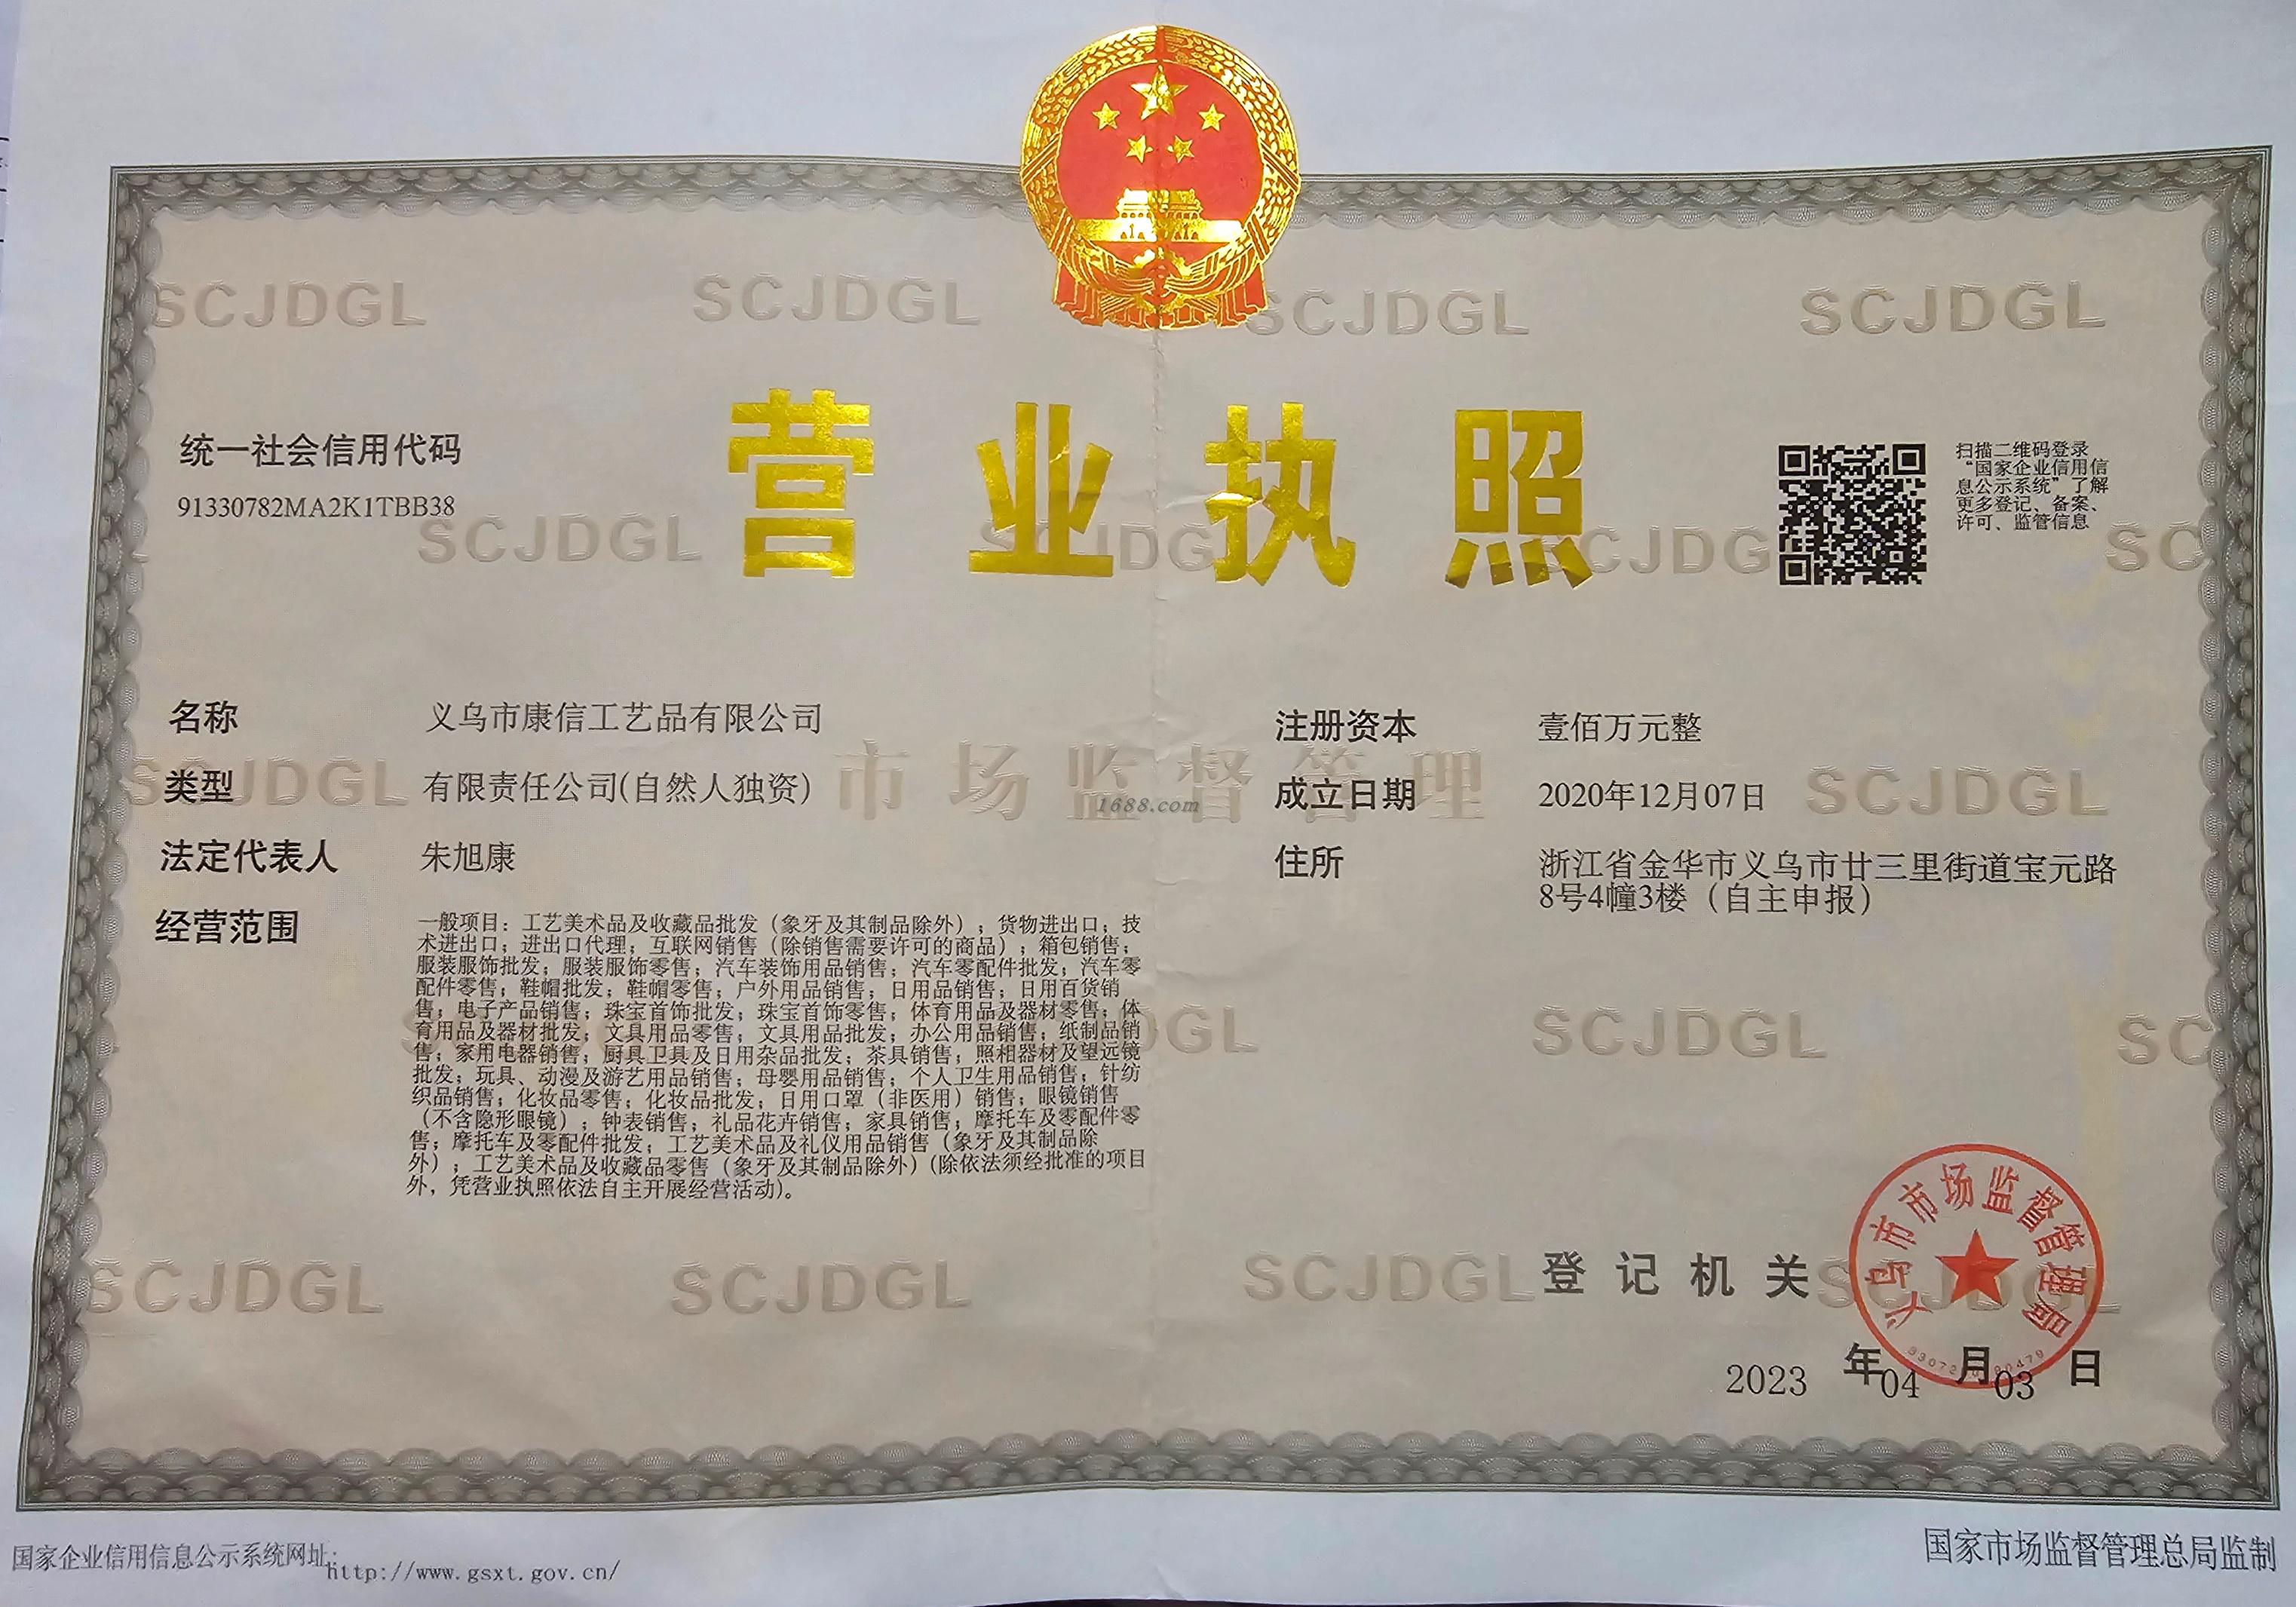 SCJDGL SCJDGL SCJDGL SCJDGL
营业执照
统一社会信用代码
91330782MA2K1TBB38
扫描二维码登录
“国家企业信用信
息公示系统”了解
更多登记、备案、
许可、监管信息
SCJDGL SCJDG SC
名称 义乌市康信工艺品有限公司
类型 有限责任公司(自然人独资)
法定代表人 朱旭康
经营范围 一般项目：工艺美术品及收藏品批发（象牙及其制品除外）；货物进出口；技
术进出口；进出口代理；互联网销售（除销售需要许可的商品）；箱包销售；
服装服饰批发；服装服饰零售；汽车装饰用品销售；汽车零配件批发；汽车零
配件零售；鞋帽批发；鞋帽零售；户外用品销售；日用品销售；日用百货销
售；电子产品销售；珠宝首饰批发；珠宝首饰零售；体育用品及器材零售；体
育用品及器材批发；文具用品零售；文具用品批发；办公用品销售；纸制品销
售；家用电器销售；厨具卫具及日用杂品批发；茶具销售；照相器材及望远镜
批发；玩具、动漫及游艺用品销售；母婴用品销售；个人卫生用品销售；针纺
织品销售；化妆品零售；化妆品批发；日用口罩（非医用）销售；眼镜销售
（不含隐形眼镜）；钟表销售；礼品花卉销售；家具销售；摩托车及零配件零
售；摩托车及零配件批发；工艺美术品及礼仪用品销售（象牙及其制品除
外）；工艺美术品及收藏品零售（象牙及其制品除外）(除依法须经批准的项目
外，凭营业执照依法自主开展经营活动)。
注册资本 壹佰万元整
成立日期 2020年12月07日
住所 浙江省金华市义乌市廿三里街道宝元路
8号4幢3楼（自主申报）
市场监督管理
1688.com
SCJDGL SCJDGL
GL SCJDGL SC
SCJDGL SCJDGL SCJDGL
登记机关
义乌市市场监督管理局
2023 年04 月03 日
国家企业信用信息公示系统网址：http://www.gsxt.gov.cn/
国家市场监督管理总局监制